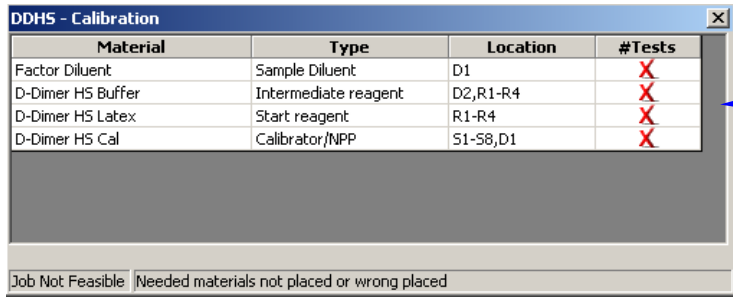 DDHS - Calibration
Material Type Location #Tests
Factor Diluent Sample Diluent D1
D-Dimer HS Buffer Intermediate reagent D2,R1-R4
D-Dimer HS Latex Start reagent R1-R4
D-Dimer HS Cal Calibrator/NPP S1-S8,D1
Job Not Feasible Needed materials not placed or wrong placed